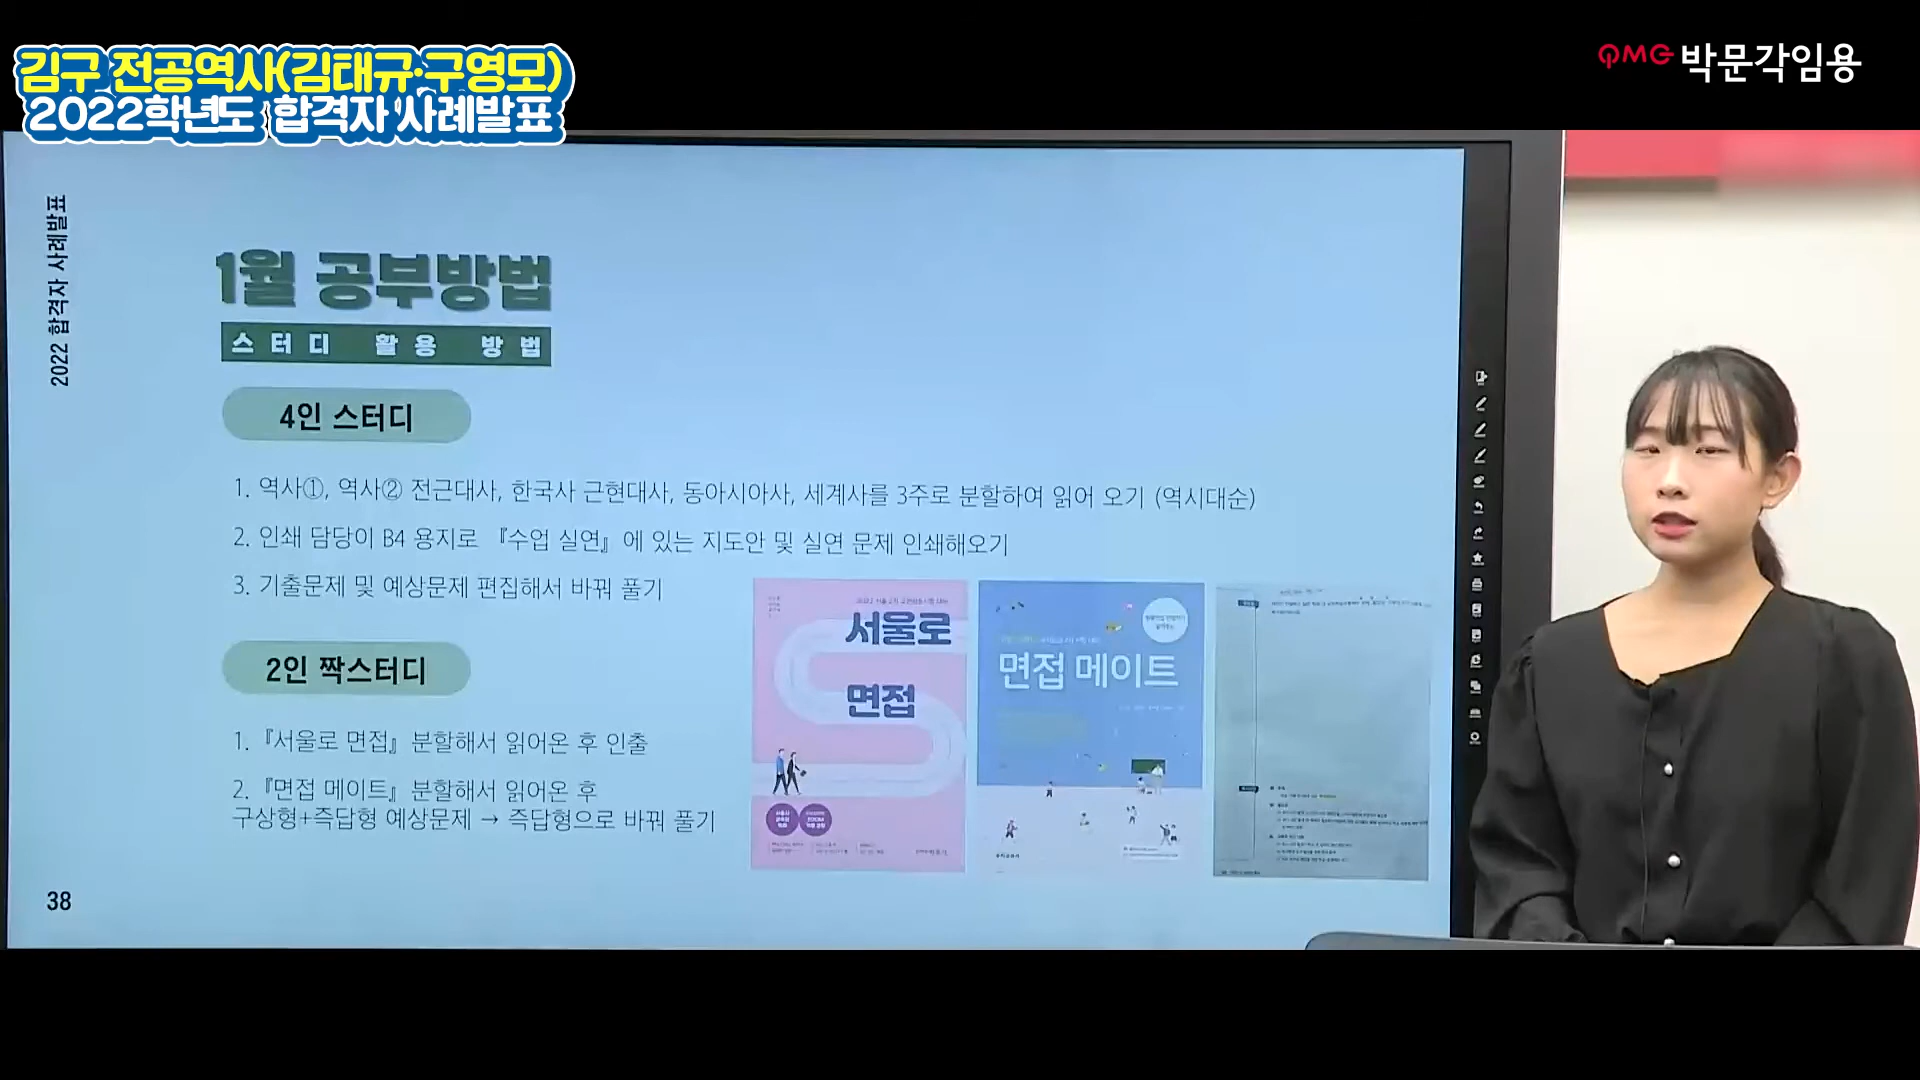 김구 전공역사(김태규·구영모)
2022학년도 합격자 사례발표
PMG 박문각임용
2022 합격자 사례발표
1월 공부방법
스터디 활용 방법
4인 스터디
1. 역사①, 역사② 전근대사, 한국사 근현대사, 동아시아사, 세계사를 3주로 분할하여 읽어 오기 (역시대순)
2. 인쇄 담당이 B4 용지로 『수업 실연』에 있는 지도안 및 실연 문제 인쇄해오기
3. 기출문제 및 예상문제 편집해서 바꿔 풀기
2인 짝스터디
1. 『서울로 면접』 분할해서 읽어온 후 인출
2. 『면접 메이트』 분할해서 읽어온 후
구상형+즉답형 예상문제 → 즉답형으로 바꿔 풀기
서울로
면접
면접 메이트
38